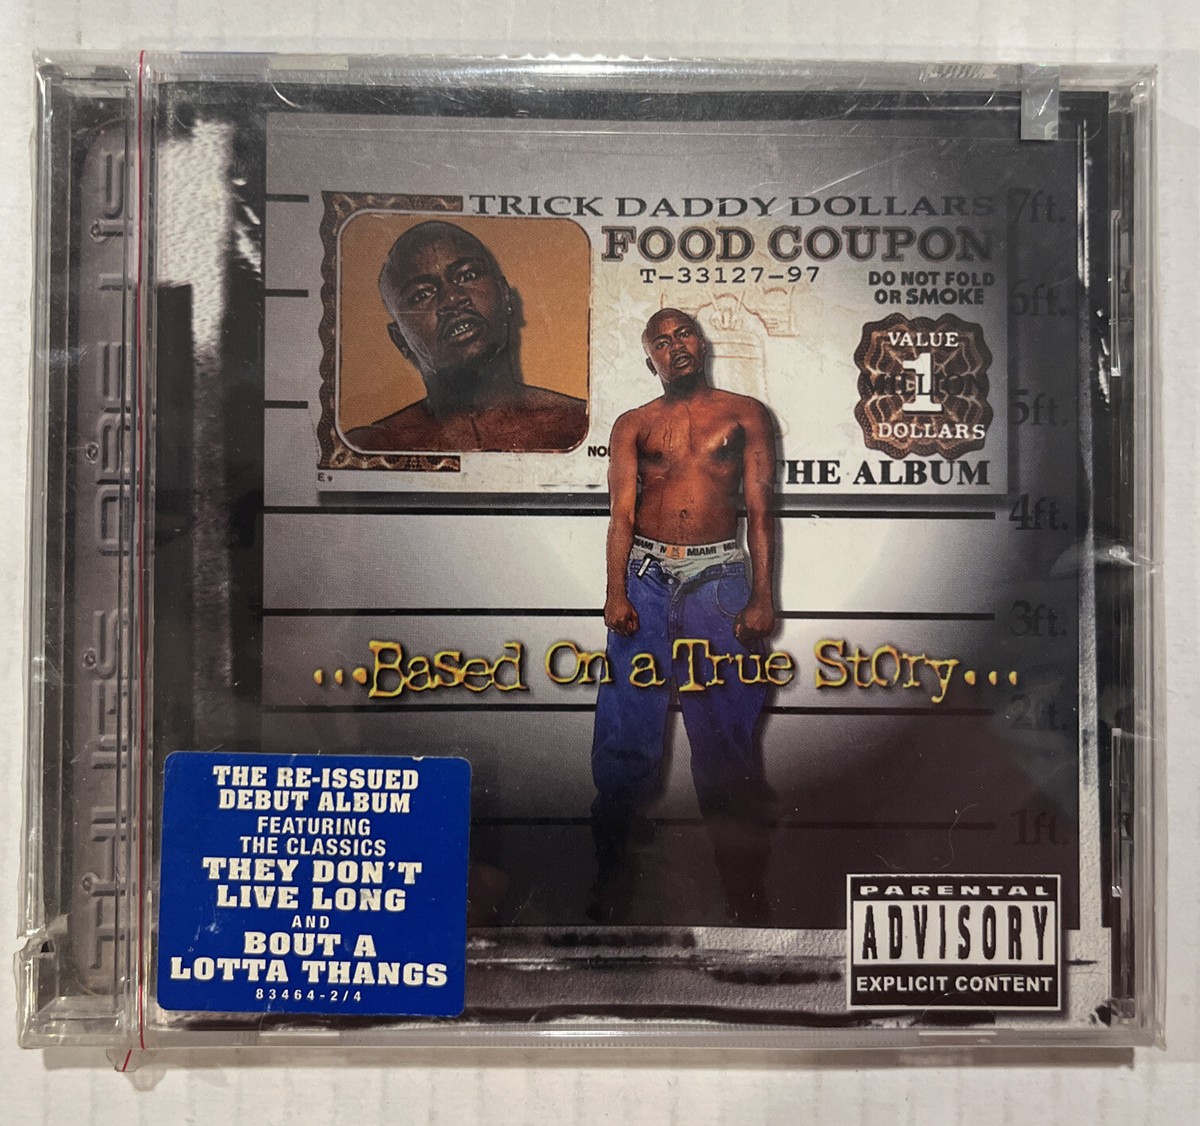 TRICK DADDY DOLLARS
FOOD COUPON
T-33127-97
DO NOT FOLD
OR SMOKE
VALUE
1
MILLION
DOLLARS
THE ALBUM
7ft.
6ft.
5ft.
4ft.
3ft.
2ft.
1ft.
MIAMI
...Based On a True StOry...
THE RE-ISSUED
DEBUT ALBUM
FEATURING
THE CLASSICS
THEY DON'T
LIVE LONG
AND
BOUT A
LOTTA THANGS
83464-2/4
PARENTAL
ADVISORY
EXPLICIT CONTENT